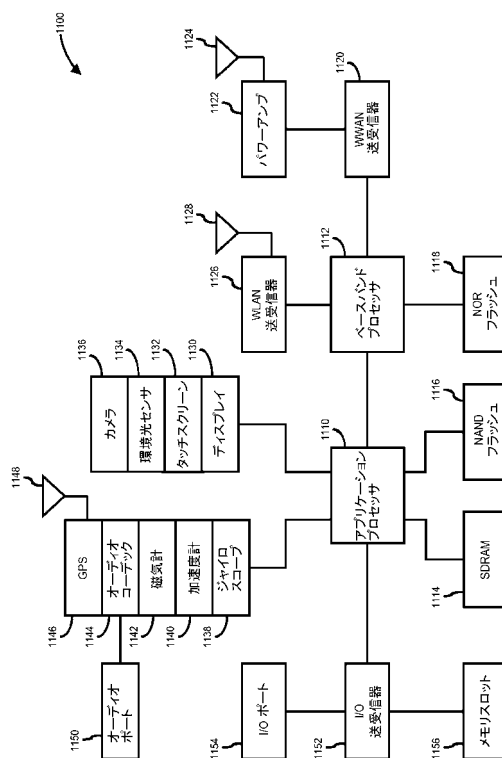 1100
1124
1122
パワーアンプ
1120
WWAN
送受信器
1128
1126
WLAN
送受信器
1112
ベースバンド
プロセッサ
1118
NOR
フラッシュ
1136
カメラ
1134
環境光センサ
1132
タッチスクリーン
1130
ディスプレイ
1110
アプリケーション
プロセッサ
1116
NAND
フラッシュ
1148
1146
GPS
1144
オーディオ
コーデック
1142
磁気計
1140
加速度計
1138
ジャイロ
スコープ
1114
SDRAM
1150
オーディオ
ポート
1154
I/O ポート
1152
I/O
送受信器
1156
メモリスロット